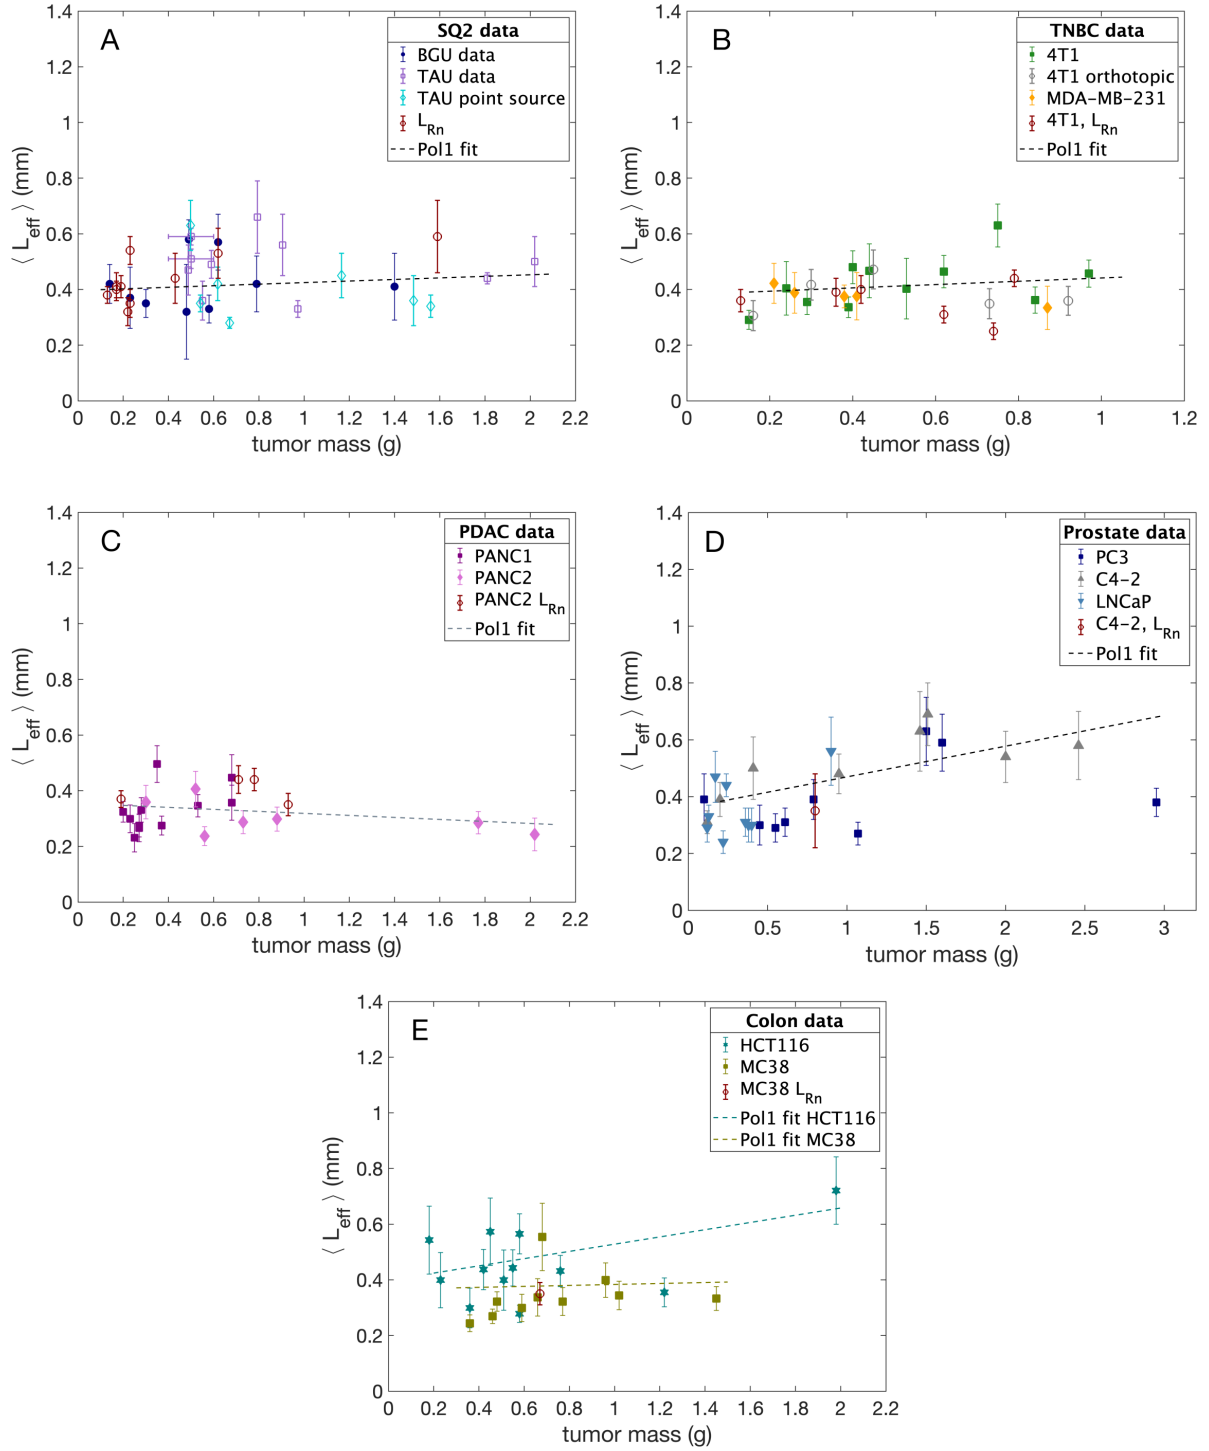 A
SQ2 data
BGU data
TAU data
TAU point source
L_Rn
Pol1 fit
⟨ L_eff ⟩ (mm)
1.4
1.2
1
0.8
0.6
0.4
0.2
0
0.2 0.4 0.6 0.8 1 1.2 1.4 1.6 1.8 2 2.2
tumor mass (g)
B
TNBC data
4T1
4T1 orthotopic
MDA-MB-231
4T1, L_Rn
Pol1 fit
⟨ L_eff ⟩ (mm)
1.4
1.2
1
0.8
0.6
0.4
0.2
0
0 0.2 0.4 0.6 0.8 1 1.2
tumor mass (g)
C
PDAC data
PANC1
PANC2
PANC2 L_Rn
Pol1 fit
⟨ L_eff ⟩ (mm)
1.4
1.2
1
0.8
0.6
0.4
0.2
0
0.2 0.4 0.6 0.8 1 1.2 1.4 1.6 1.8 2 2.2
tumor mass (g)
D
Prostate data
PC3
C4-2
LNCaP
C4-2, L_Rn
Pol1 fit
⟨ L_eff ⟩ (mm)
1.4
1.2
1
0.8
0.6
0.4
0.2
0
0 0.5 1 1.5 2 2.5 3
tumor mass (g)
E
Colon data
HCT116
MC38
MC38 L_Rn
Pol1 fit HCT116
Pol1 fit MC38
⟨ L_eff ⟩ (mm)
1.4
1.2
1
0.8
0.6
0.4
0.2
0
0 0.2 0.4 0.6 0.8 1 1.2 1.4 1.6 1.8 2 2.2
tumor mass (g)